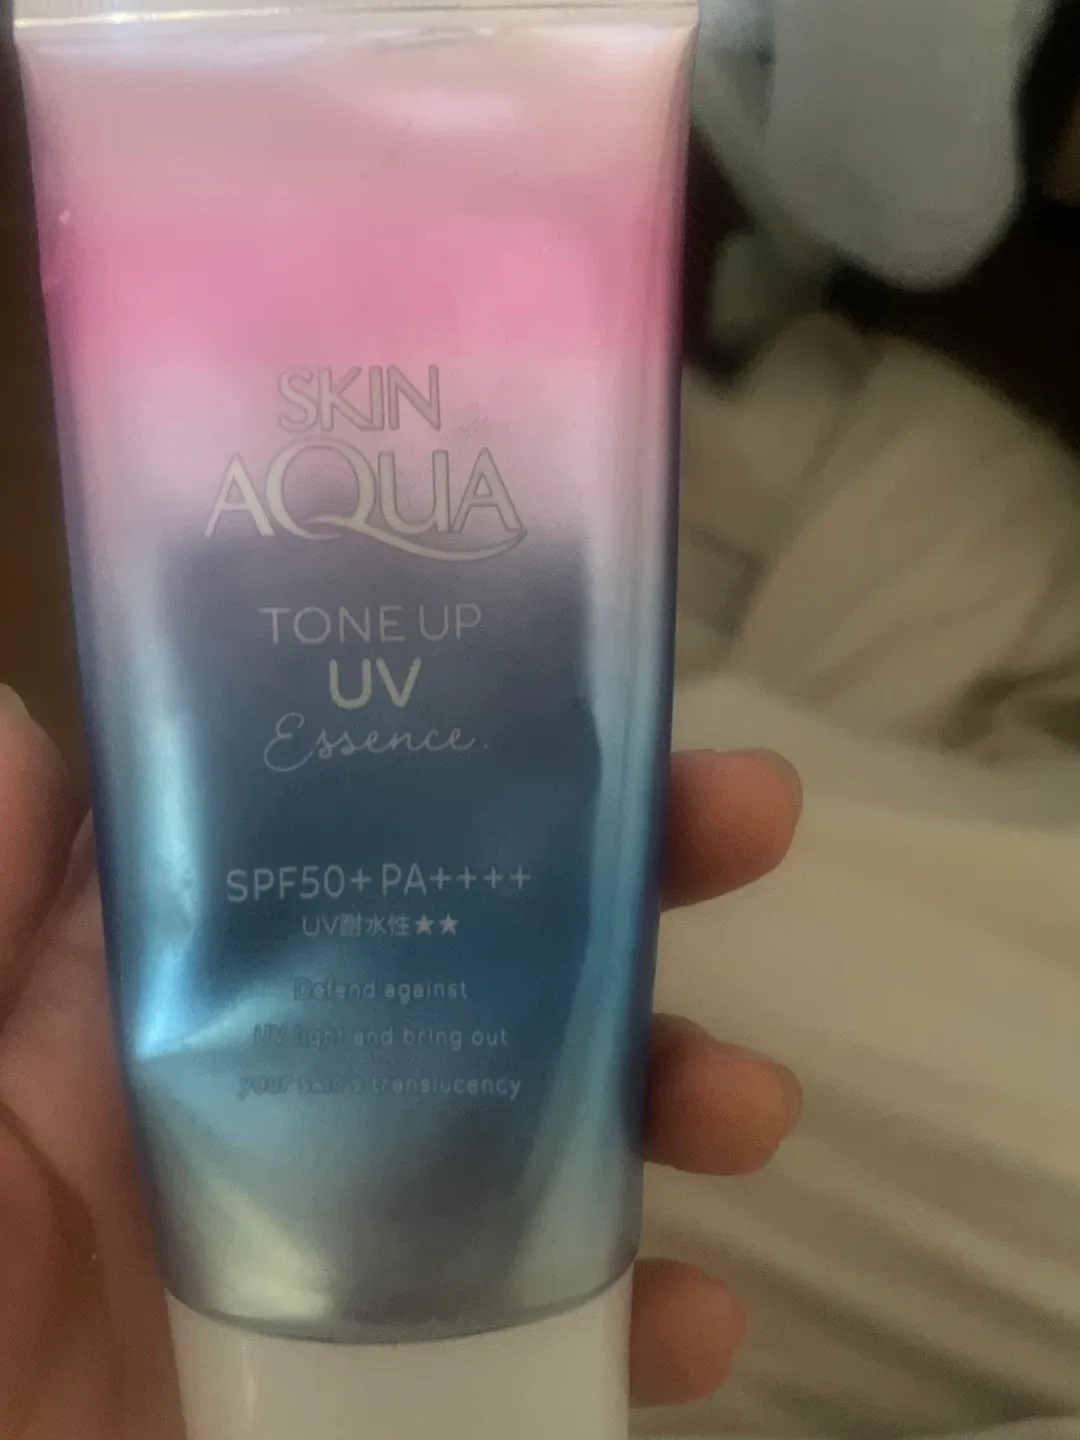 SKIN
AQUA
TONE UP
UV
Essence.
SPF50+ PA++++
UV耐水性★★
Defend against
UV light and bring out
your skin's translucency